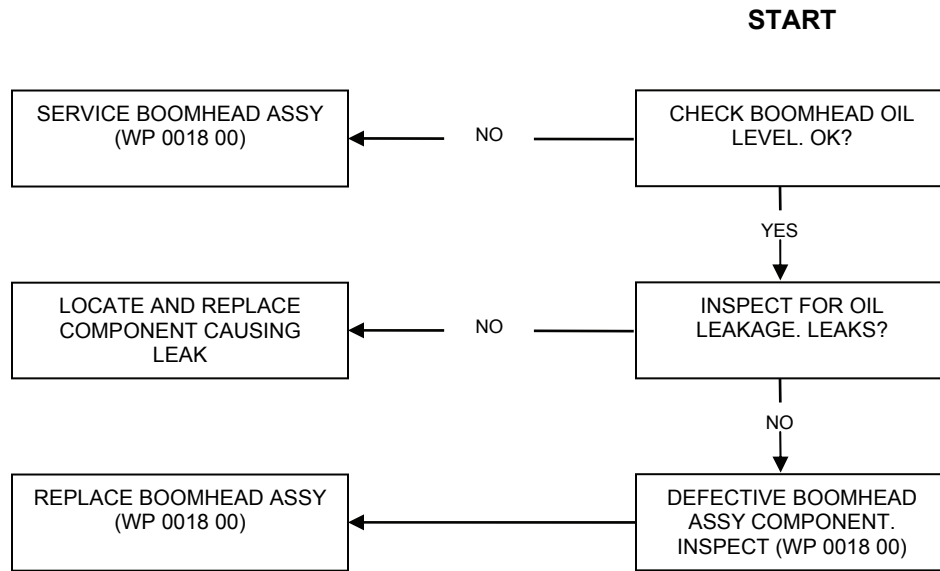 START
CHECK BOOMHEAD OIL
LEVEL. OK?
NO
SERVICE BOOMHEAD ASSY
(WP 0018 00)
YES
INSPECT FOR OIL
LEAKAGE. LEAKS?
NO
LOCATE AND REPLACE
COMPONENT CAUSING
LEAK
NO
DEFECTIVE BOOMHEAD
ASSY COMPONENT.
INSPECT (WP 0018 00)
REPLACE BOOMHEAD ASSY
(WP 0018 00)